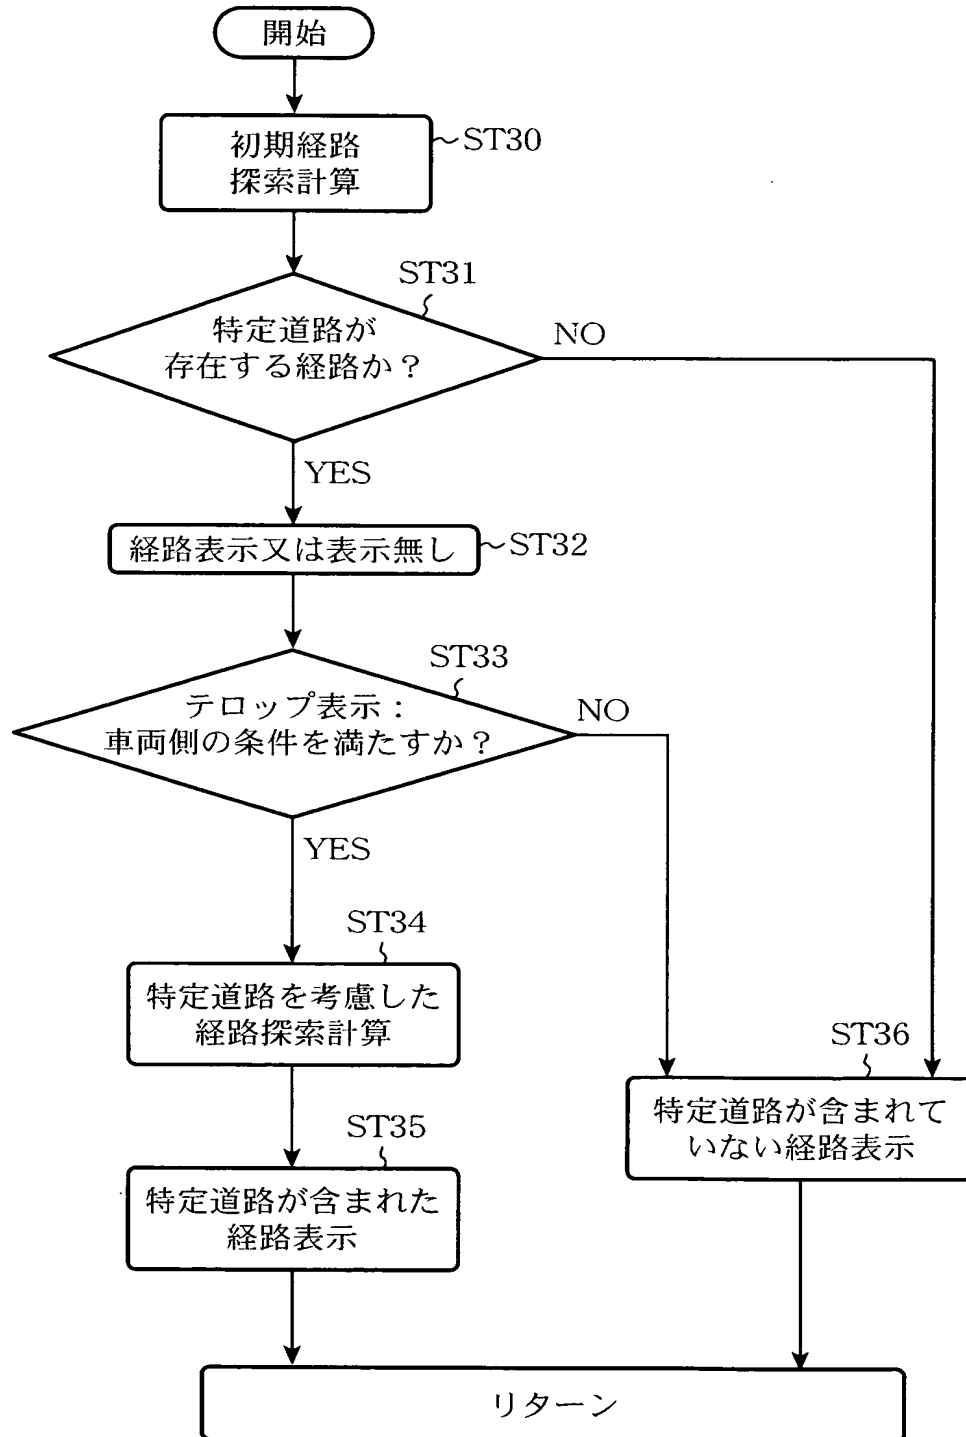 開始
初期経路
探索計算
ST30
ST31
特定道路が
存在する経路か？
NO
YES
経路表示又は表示無し
ST32
ST33
テロップ表示：
車両側の条件を満たすか？
NO
YES
ST34
特定道路を考慮した
経路探索計算
ST36
特定道路が含まれて
いない経路表示
ST35
特定道路が含まれた
経路表示
リターン